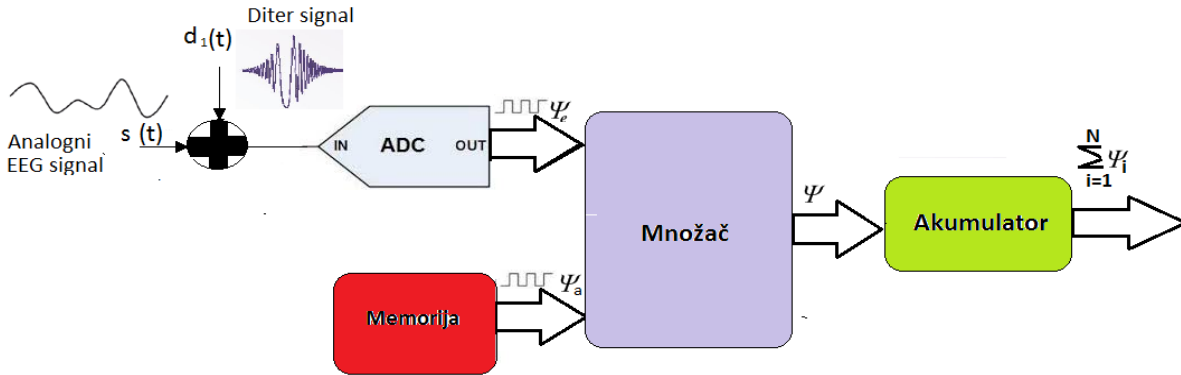 Diter signal
d₁(t)
Analogni
EEG signal
s (t)
IN
ADC
OUT
Ψe
Množač
Ψ
Akumulator
N
∑ Ψi
i=1
Memorija
Ψa